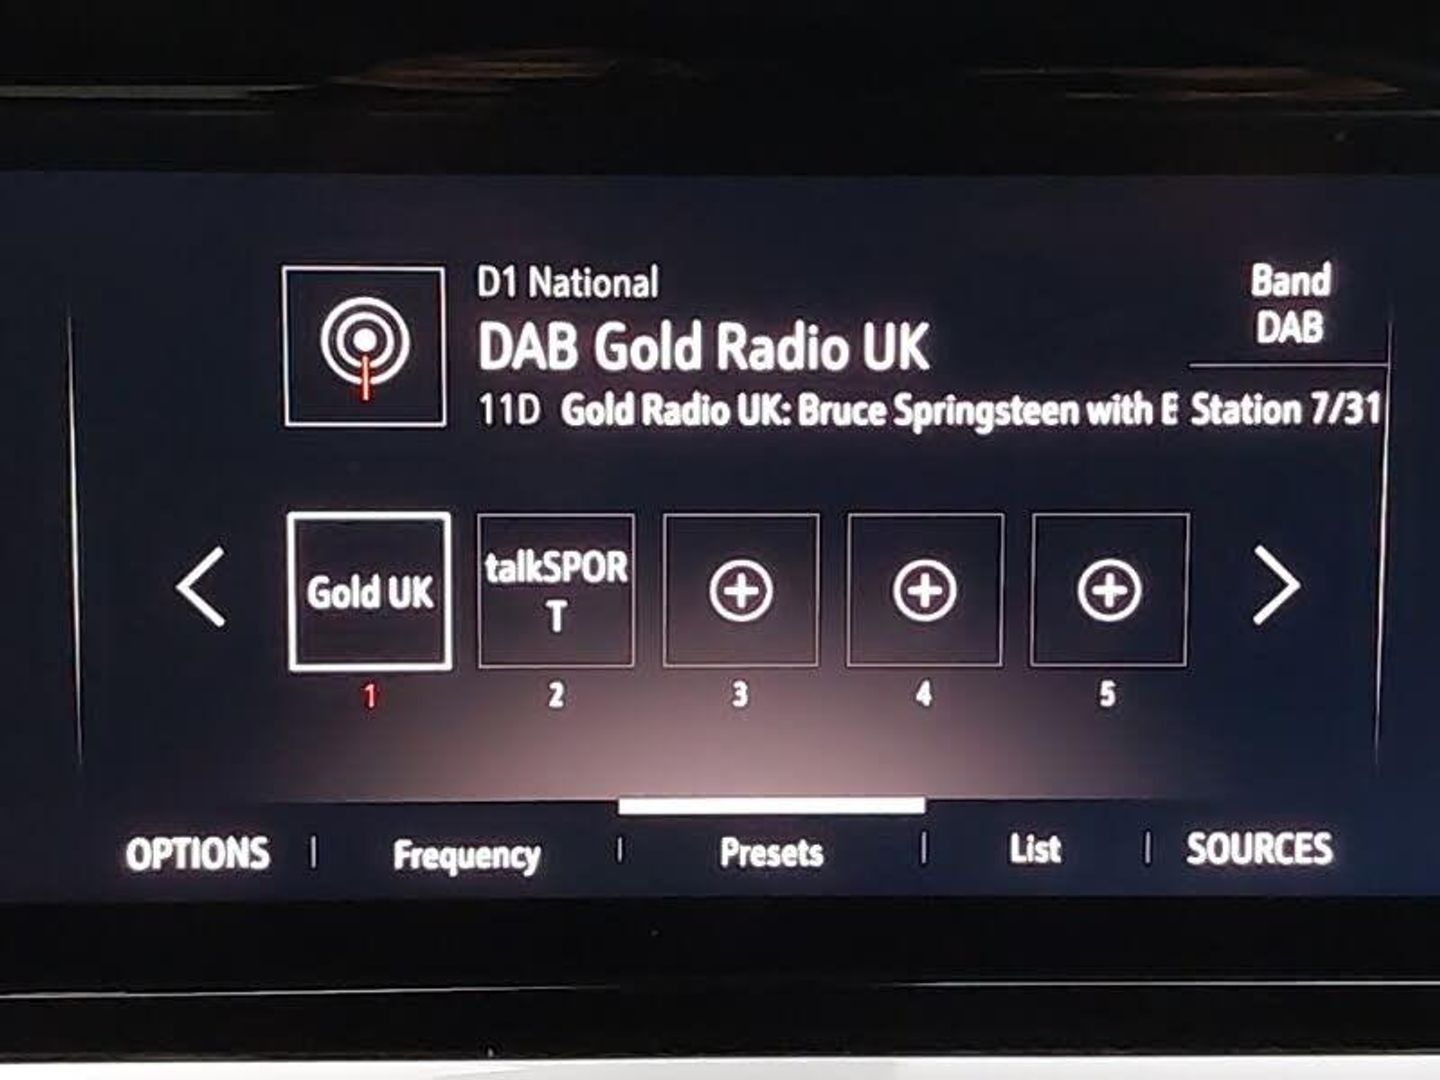 D1 National
DAB Gold Radio UK
11D Gold Radio UK: Bruce Springsteen with E
Band
DAB
Station 7/31
Gold UK
talkSPOR
T
1
2
3
4
5
OPTIONS
Frequency
Presets
List
SOURCES